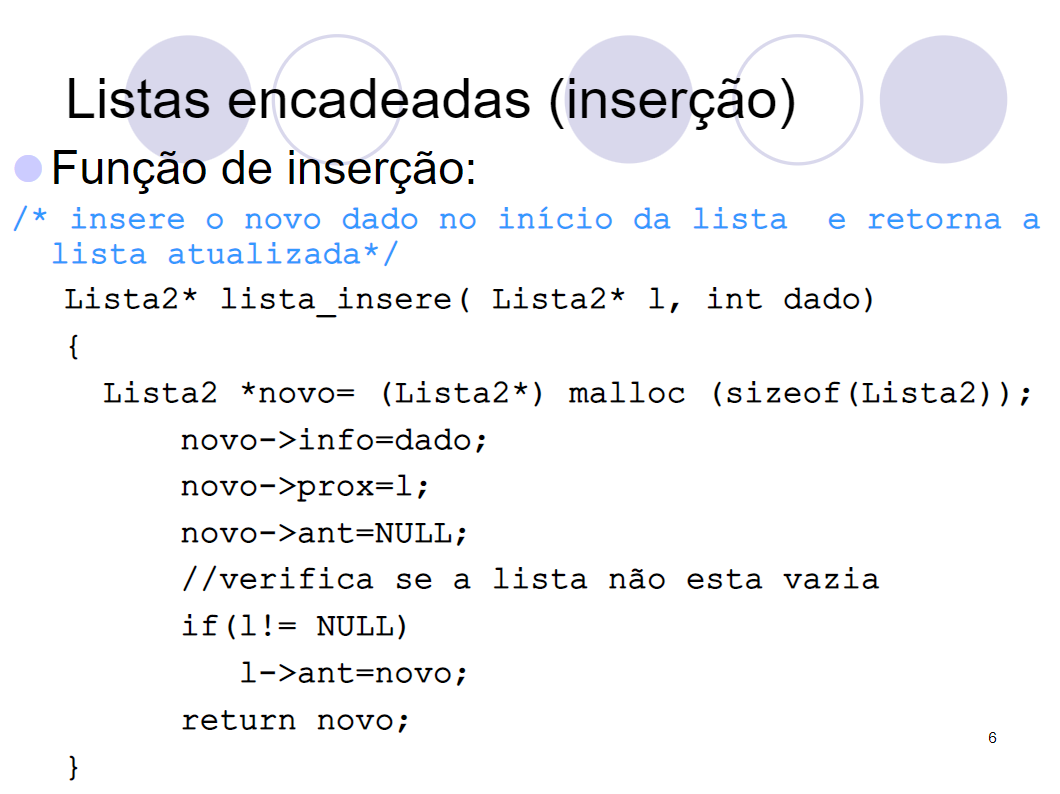 Listas encadeadas (inserção)
Função de inserção:
/* insere o novo dado no início da lista  e retorna a
lista atualizada*/
Lista2* lista_insere( Lista2* l, int dado)
{
Lista2 *novo= (Lista2*) malloc (sizeof(Lista2));
novo->info=dado;
novo->prox=l;
novo->ant=NULL;
//verifica se a lista não esta vazia
if(l!= NULL)
l->ant=novo;
return novo;
6
}